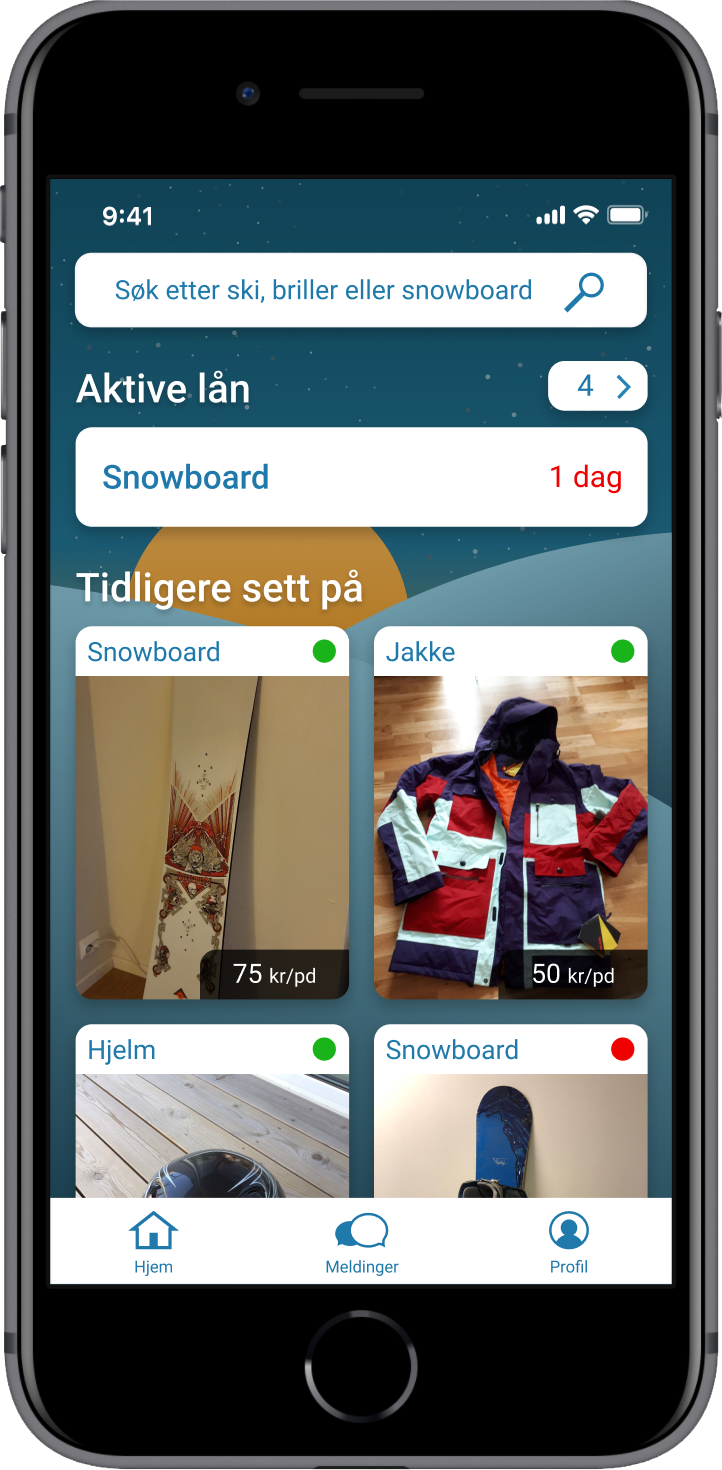 9:41
Søk etter ski, briller eller snowboard
Aktive lån
4
Snowboard
1 dag
Tidligere sett på
Snowboard
Jakke
75 kr/pd
50 kr/pd
Hjelm
Snowboard
Hjem
Meldinger
Profil